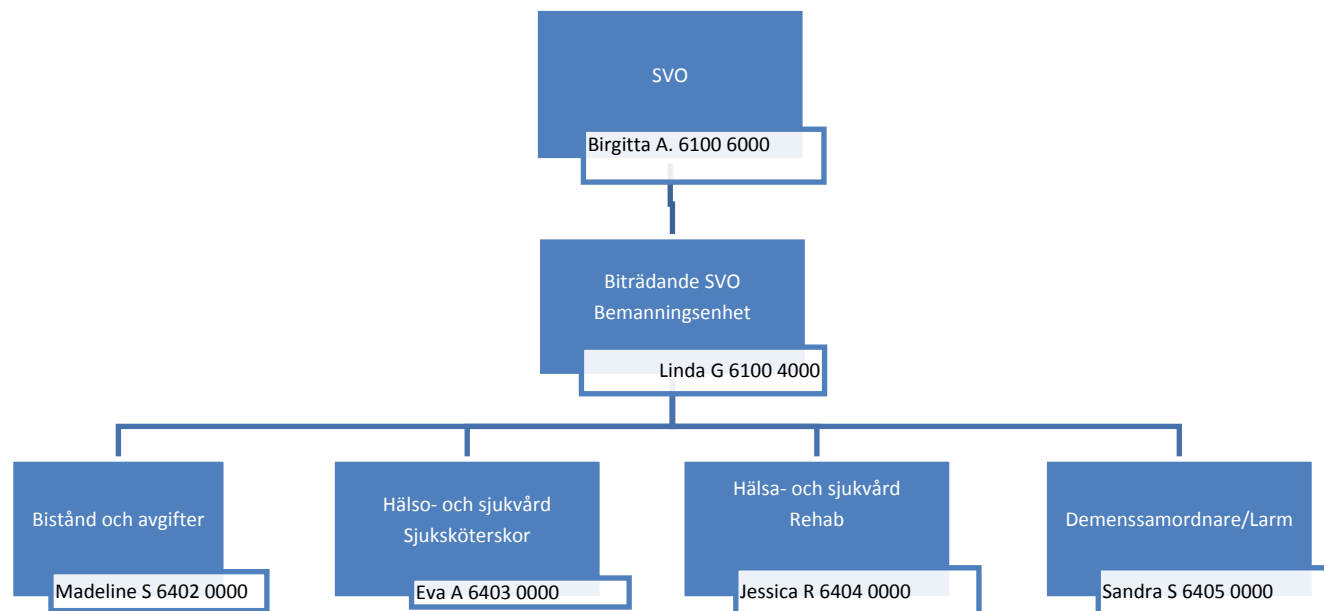 SVO
Birgitta A. 6100 6000
Biträdande SVO
Bemanningsenhet
Linda G 6100 4000
Bistånd och avgifter
Madeline S 6402 0000
Hälso- och sjukvård
Sjuksköterskor
Eva A 6403 0000
Hälsa- och sjukvård
Rehab
Jessica R 6404 0000
Demenssamordnare/Larm
Sandra S 6405 0000